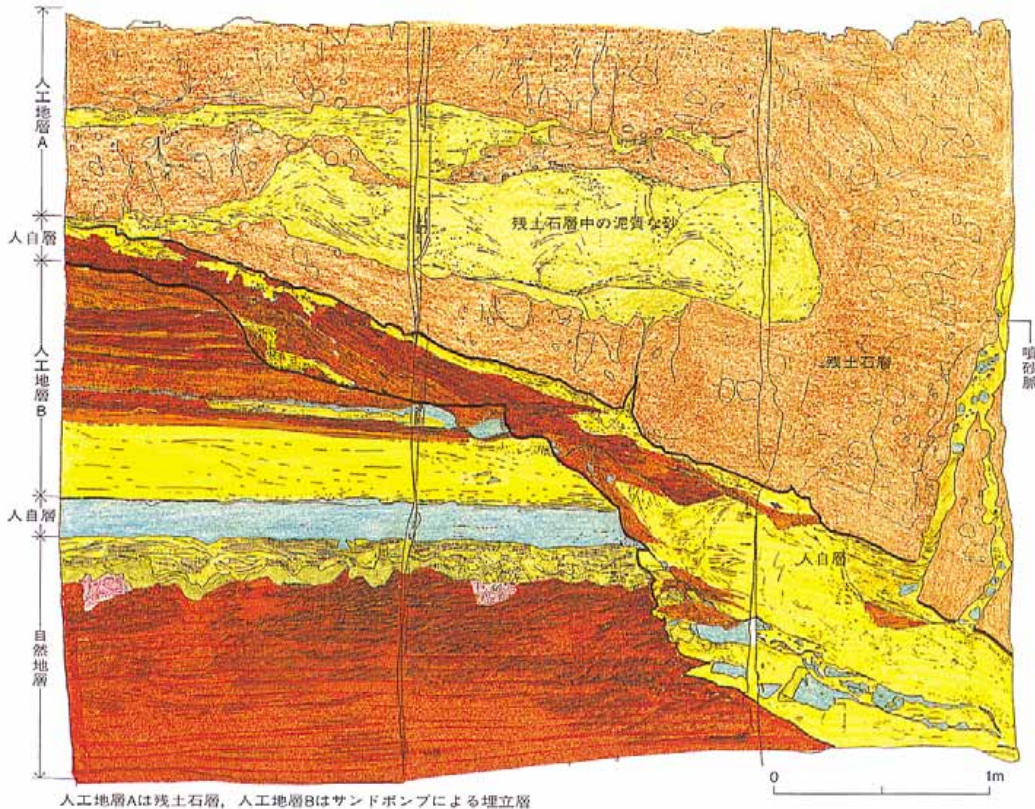 人工地層A
人自層
人工地層B
人自層
自然地層
残土石層中の泥質な砂
残土石層
噴砂脈
人自層
0 1m
人工地層Aは残土石層，人工地層Bはサンドポンプによる埋立層